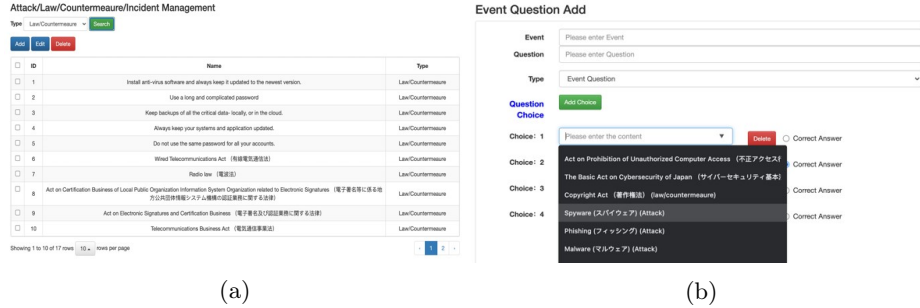 Attack/Law/Countermeaure/Incident Management
Type Law/Countermeasure Search
Add Edit Delete
ID Name Type
1 Install anti-virus software and always keep it updated to the newest version. Law/Countermeasure
2 Use a long and complicated password Law/Countermeasure
3 Keep backups of all the critical data- locally, or in the cloud. Law/Countermeasure
4 Always keep your systems and application updated. Law/Countermeasure
5 Do not use the same password for all your accounts. Law/Countermeasure
6 Wired Telecommunications Act （有線電気通信法） Law/Countermeasure
7 Radio law （電波法） Law/Countermeasure
8 Act on Certification Business of Local Public Organization Information System Organization related to Electronic Signatures （電子署名等に係る地
方公共団体情報システム機構の認証業務に関する法律） Law/Countermeasure
9 Act on Electronic Signatures and Certification Business （電子署名及び認証業務に関する法律） Law/Countermeasure
10 Telecommunications Business Act （電気通信事業法） Law/Countermeasure
Showing 1 to 10 of 17 rows 10 rows per page ‹ 1 2 ›
(a)
Event Question Add
Event Please enter Event
Question Please enter Question
Type Event Question
Question
Choice
Add Choice
Choice: 1 Please enter the content Delete Correct Answer
Choice: 2 Correct Answer
Choice: 3 Correct Answer
Choice: 4 Correct Answer
Act on Prohibition of Unauthorized Computer Access （不正アクセス行
The Basic Act on Cybersecurity of Japan （サイバーセキュリティ基本
Copyright Act （著作権法） (law/countermeaure)
Spyware (スパイウェア) (Attack)
Phishing (フィッシング) (Attack)
Malware (マルウェア) (Attack)
(b)